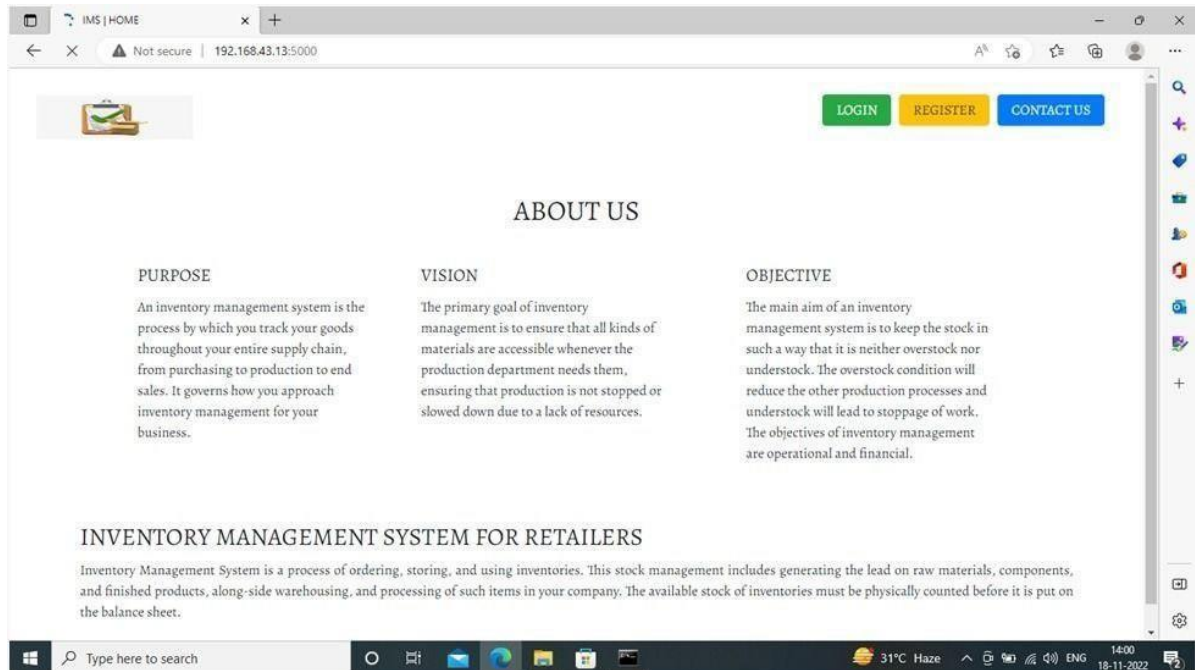 IMS | HOME
Not secure | 192.168.43.13:5000
LOGIN
REGISTER
CONTACT US
ABOUT US
PURPOSE
An inventory management system is the
process by which you track your goods
throughout your entire supply chain,
from purchasing to production to end
sales. It governs how you approach
inventory management for your
business.
VISION
The primary goal of inventory
management is to ensure that all kinds of
materials are accessible whenever the
production department needs them,
ensuring that production is not stopped or
slowed down due to a lack of resources.
OBJECTIVE
The main aim of an inventory
management system is to keep the stock in
such a way that it is neither overstock nor
understock. The overstock condition will
reduce the other production processes and
understock will lead to stoppage of work.
The objectives of inventory management
are operational and financial.
INVENTORY MANAGEMENT SYSTEM FOR RETAILERS
Inventory Management System is a process of ordering, storing, and using inventories. This stock management includes generating the lead on raw materials, components,
and finished products, along-side warehousing, and processing of such items in your company. The available stock of inventories must be physically counted before it is put on
the balance sheet.
Type here to search
31°C Haze
ENG
14:00
18-11-2022